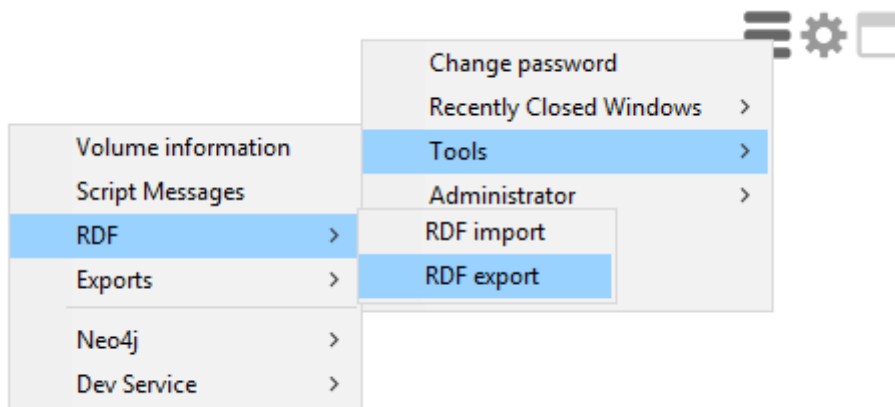 Change password
Recently Closed Windows
Tools
Administrator
Volume information
Script Messages
RDF
Exports
Neo4j
Dev Service
RDF import
RDF export